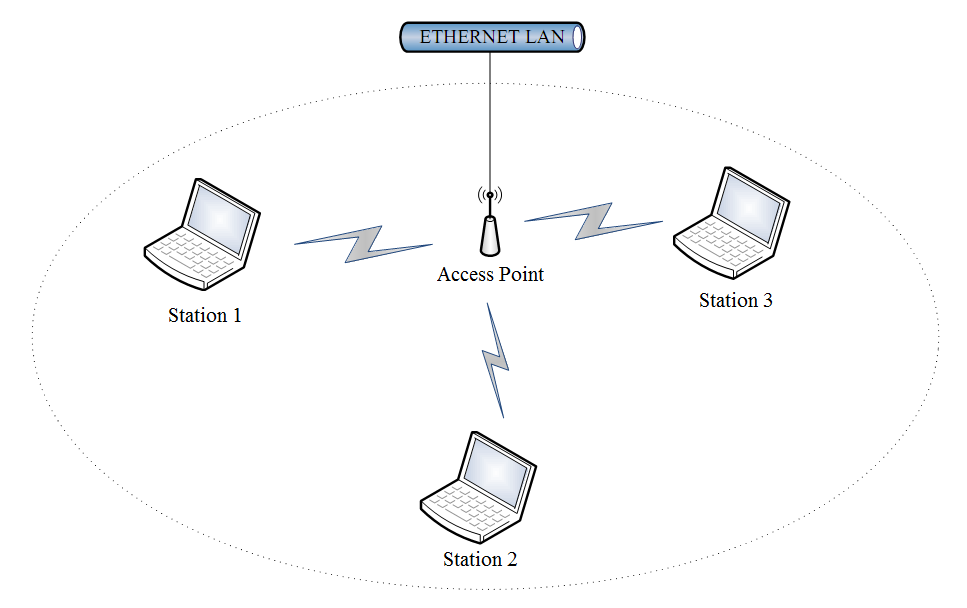 ETHERNET LAN
Access Point
Station 1
Station 3
Station 2